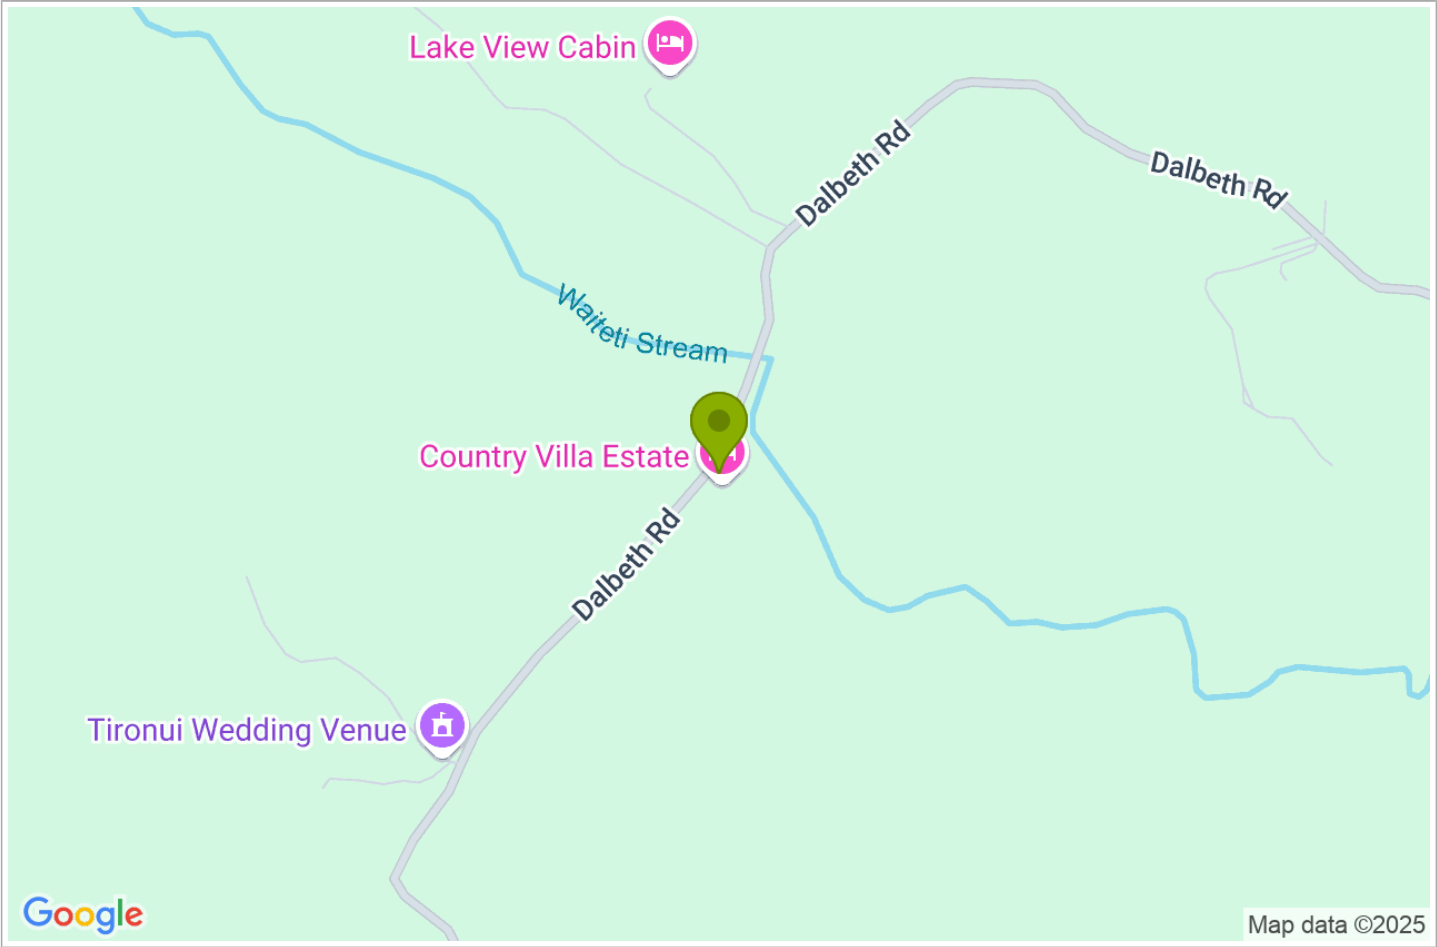 Lake View Cabin
Dalbeth Rd
Dalbeth Rd
Waiteti Stream
Country Villa Estate
Dalbeth Rd
Tironui Wedding Venue
Google
Map data ©2025